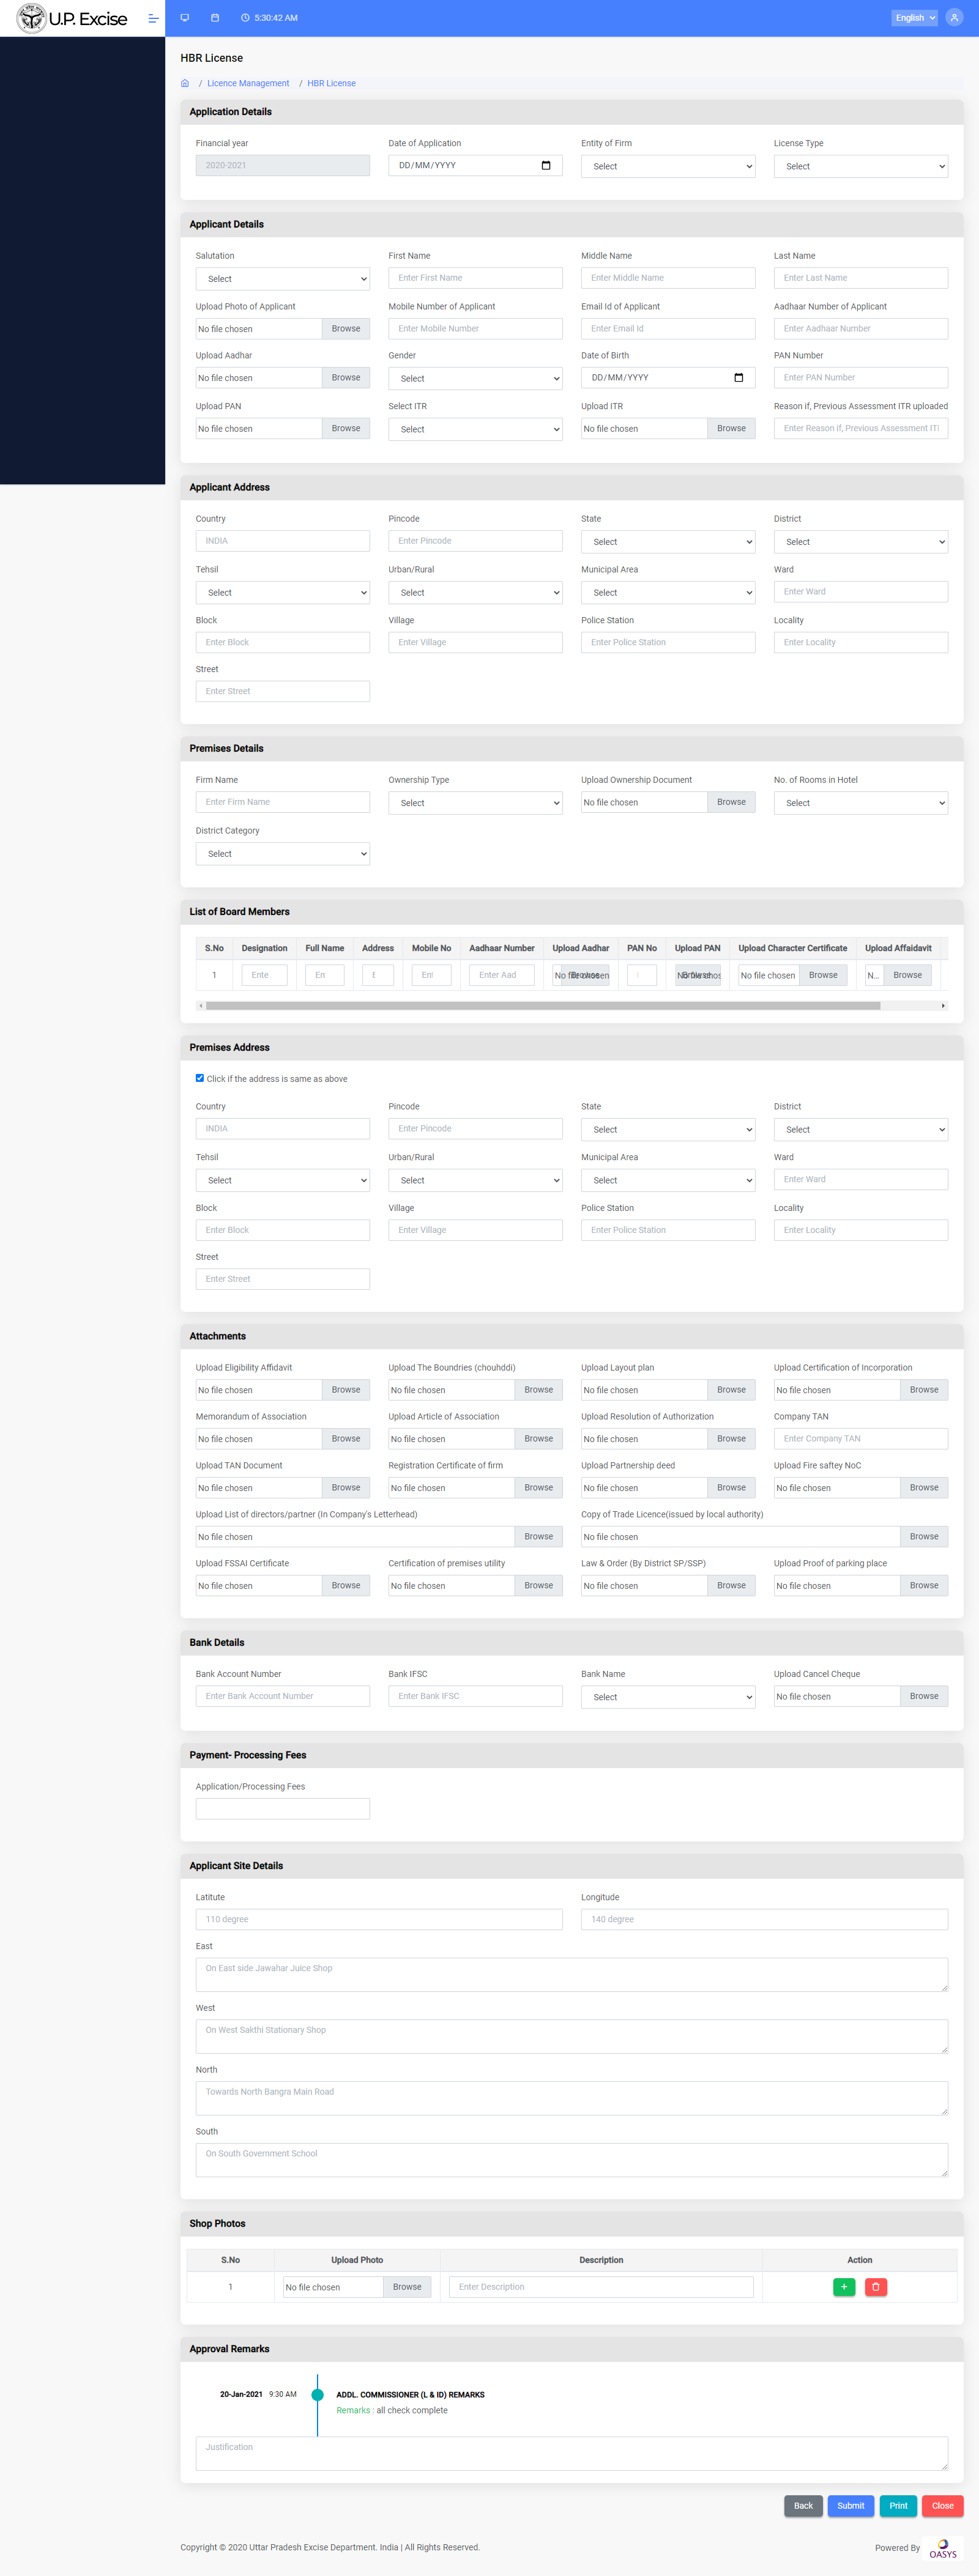 U.P. Excise
5:30:42 AM
English
HBR License
/ Licence Management / HBR License
Application Details
Financial year Date of Application Entity of Firm License Type
2020-2021 DD/MM/YYYY Select Select
Applicant Details
Salutation First Name Middle Name Last Name
Select Enter First Name Enter Middle Name Enter Last Name
Upload Photo of Applicant Mobile Number of Applicant Email Id of Applicant Aadhaar Number of Applicant
No file chosen Browse Enter Mobile Number Enter Email Id Enter Aadhaar Number
Upload Aadhar Gender Date of Birth PAN Number
No file chosen Browse Select DD/MM/YYYY Enter PAN Number
Upload PAN Select ITR Upload ITR Reason if, Previous Assessment ITR uploaded
No file chosen Browse Select No file chosen Browse Enter Reason if, Previous Assessment ITI
Applicant Address
Country Pincode State District
INDIA Enter Pincode Select Select
Tehsil Urban/Rural Municipal Area Ward
Select Select Select Enter Ward
Block Village Police Station Locality
Enter Block Enter Village Enter Police Station Enter Locality
Street
Enter Street
Premises Details
Firm Name Ownership Type Upload Ownership Document No. of Rooms in Hotel
Enter Firm Name Select No file chosen Browse Select
District Category
Select
List of Board Members
S.No Designation Full Name Address Mobile No Aadhaar Number Upload Aadhar PAN No Upload PAN Upload Character Certificate Upload Affaidavit
1 Ente En E Ent Enter Aad No file chosen Browse No file chos Browse No file chosen Browse N... Browse
Premises Address
Click if the address is same as above
Country Pincode State District
INDIA Enter Pincode Select Select
Tehsil Urban/Rural Municipal Area Ward
Select Select Select Enter Ward
Block Village Police Station Locality
Enter Block Enter Village Enter Police Station Enter Locality
Street
Enter Street
Attachments
Upload Eligibility Affidavit Upload The Boundries (chouhddi) Upload Layout plan Upload Certification of Incorporation
No file chosen Browse No file chosen Browse No file chosen Browse No file chosen Browse
Memorandum of Association Upload Article of Association Upload Resolution of Authorization Company TAN
No file chosen Browse No file chosen Browse No file chosen Browse Enter Company TAN
Upload TAN Document Registration Certificate of firm Upload Partnership deed Upload Fire saftey NoC
No file chosen Browse No file chosen Browse No file chosen Browse No file chosen Browse
Upload List of directors/partner (In Company's Letterhead) Copy of Trade Licence(issued by local authority)
No file chosen Browse No file chosen Browse
Upload FSSAI Certificate Certification of premises utility Law & Order (By District SP/SSP) Upload Proof of parking place
No file chosen Browse No file chosen Browse No file chosen Browse No file chosen Browse
Bank Details
Bank Account Number Bank IFSC Bank Name Upload Cancel Cheque
Enter Bank Account Number Enter Bank IFSC Select No file chosen Browse
Payment- Processing Fees
Application/Processing Fees
Applicant Site Details
Latitute Longitude
110 degree 140 degree
East
On East side Jawahar Juice Shop
West
On West Sakthi Stationary Shop
North
Towards North Bangra Main Road
South
On South Government School
Shop Photos
S.No Upload Photo Description Action
1 No file chosen Browse Enter Description +
Approval Remarks
20-Jan-2021 9:30 AM ADDL. COMMISSIONER (L & ID) REMARKS
Remarks : all check complete
Justification
Back Submit Print Close
Copyright © 2020 Uttar Pradesh Excise Department. India | All Rights Reserved. Powered By OASYS